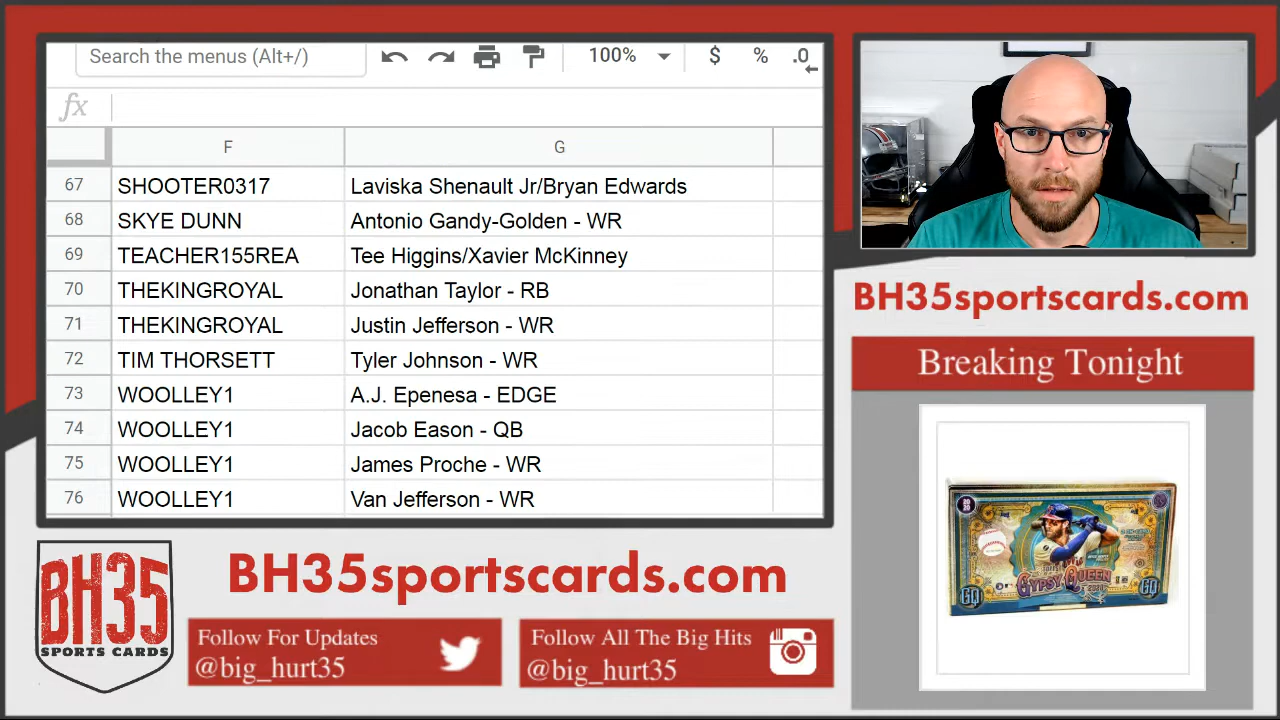 Search the menus (Alt+/) 100% $ % .0
fx
F G
67 SHOOTER0317 Laviska Shenault Jr/Bryan Edwards
68 SKYE DUNN Antonio Gandy-Golden - WR
69 TEACHER155REA Tee Higgins/Xavier McKinney
70 THEKINGROYAL Jonathan Taylor - RB
71 THEKINGROYAL Justin Jefferson - WR
72 TIM THORSETT Tyler Johnson - WR
73 WOOLLEY1 A.J. Epenesa - EDGE
74 WOOLLEY1 Jacob Eason - QB
75 WOOLLEY1 James Proche - WR
76 WOOLLEY1 Van Jefferson - WR
BH35sportscards.com
Breaking Tonight
GYPSY QUEEN
GQ
GQ
BH35
SPORTS CARDS
BH35sportscards.com
Follow For Updates
@big_hurt35
Follow All The Big Hits
@big_hurt35